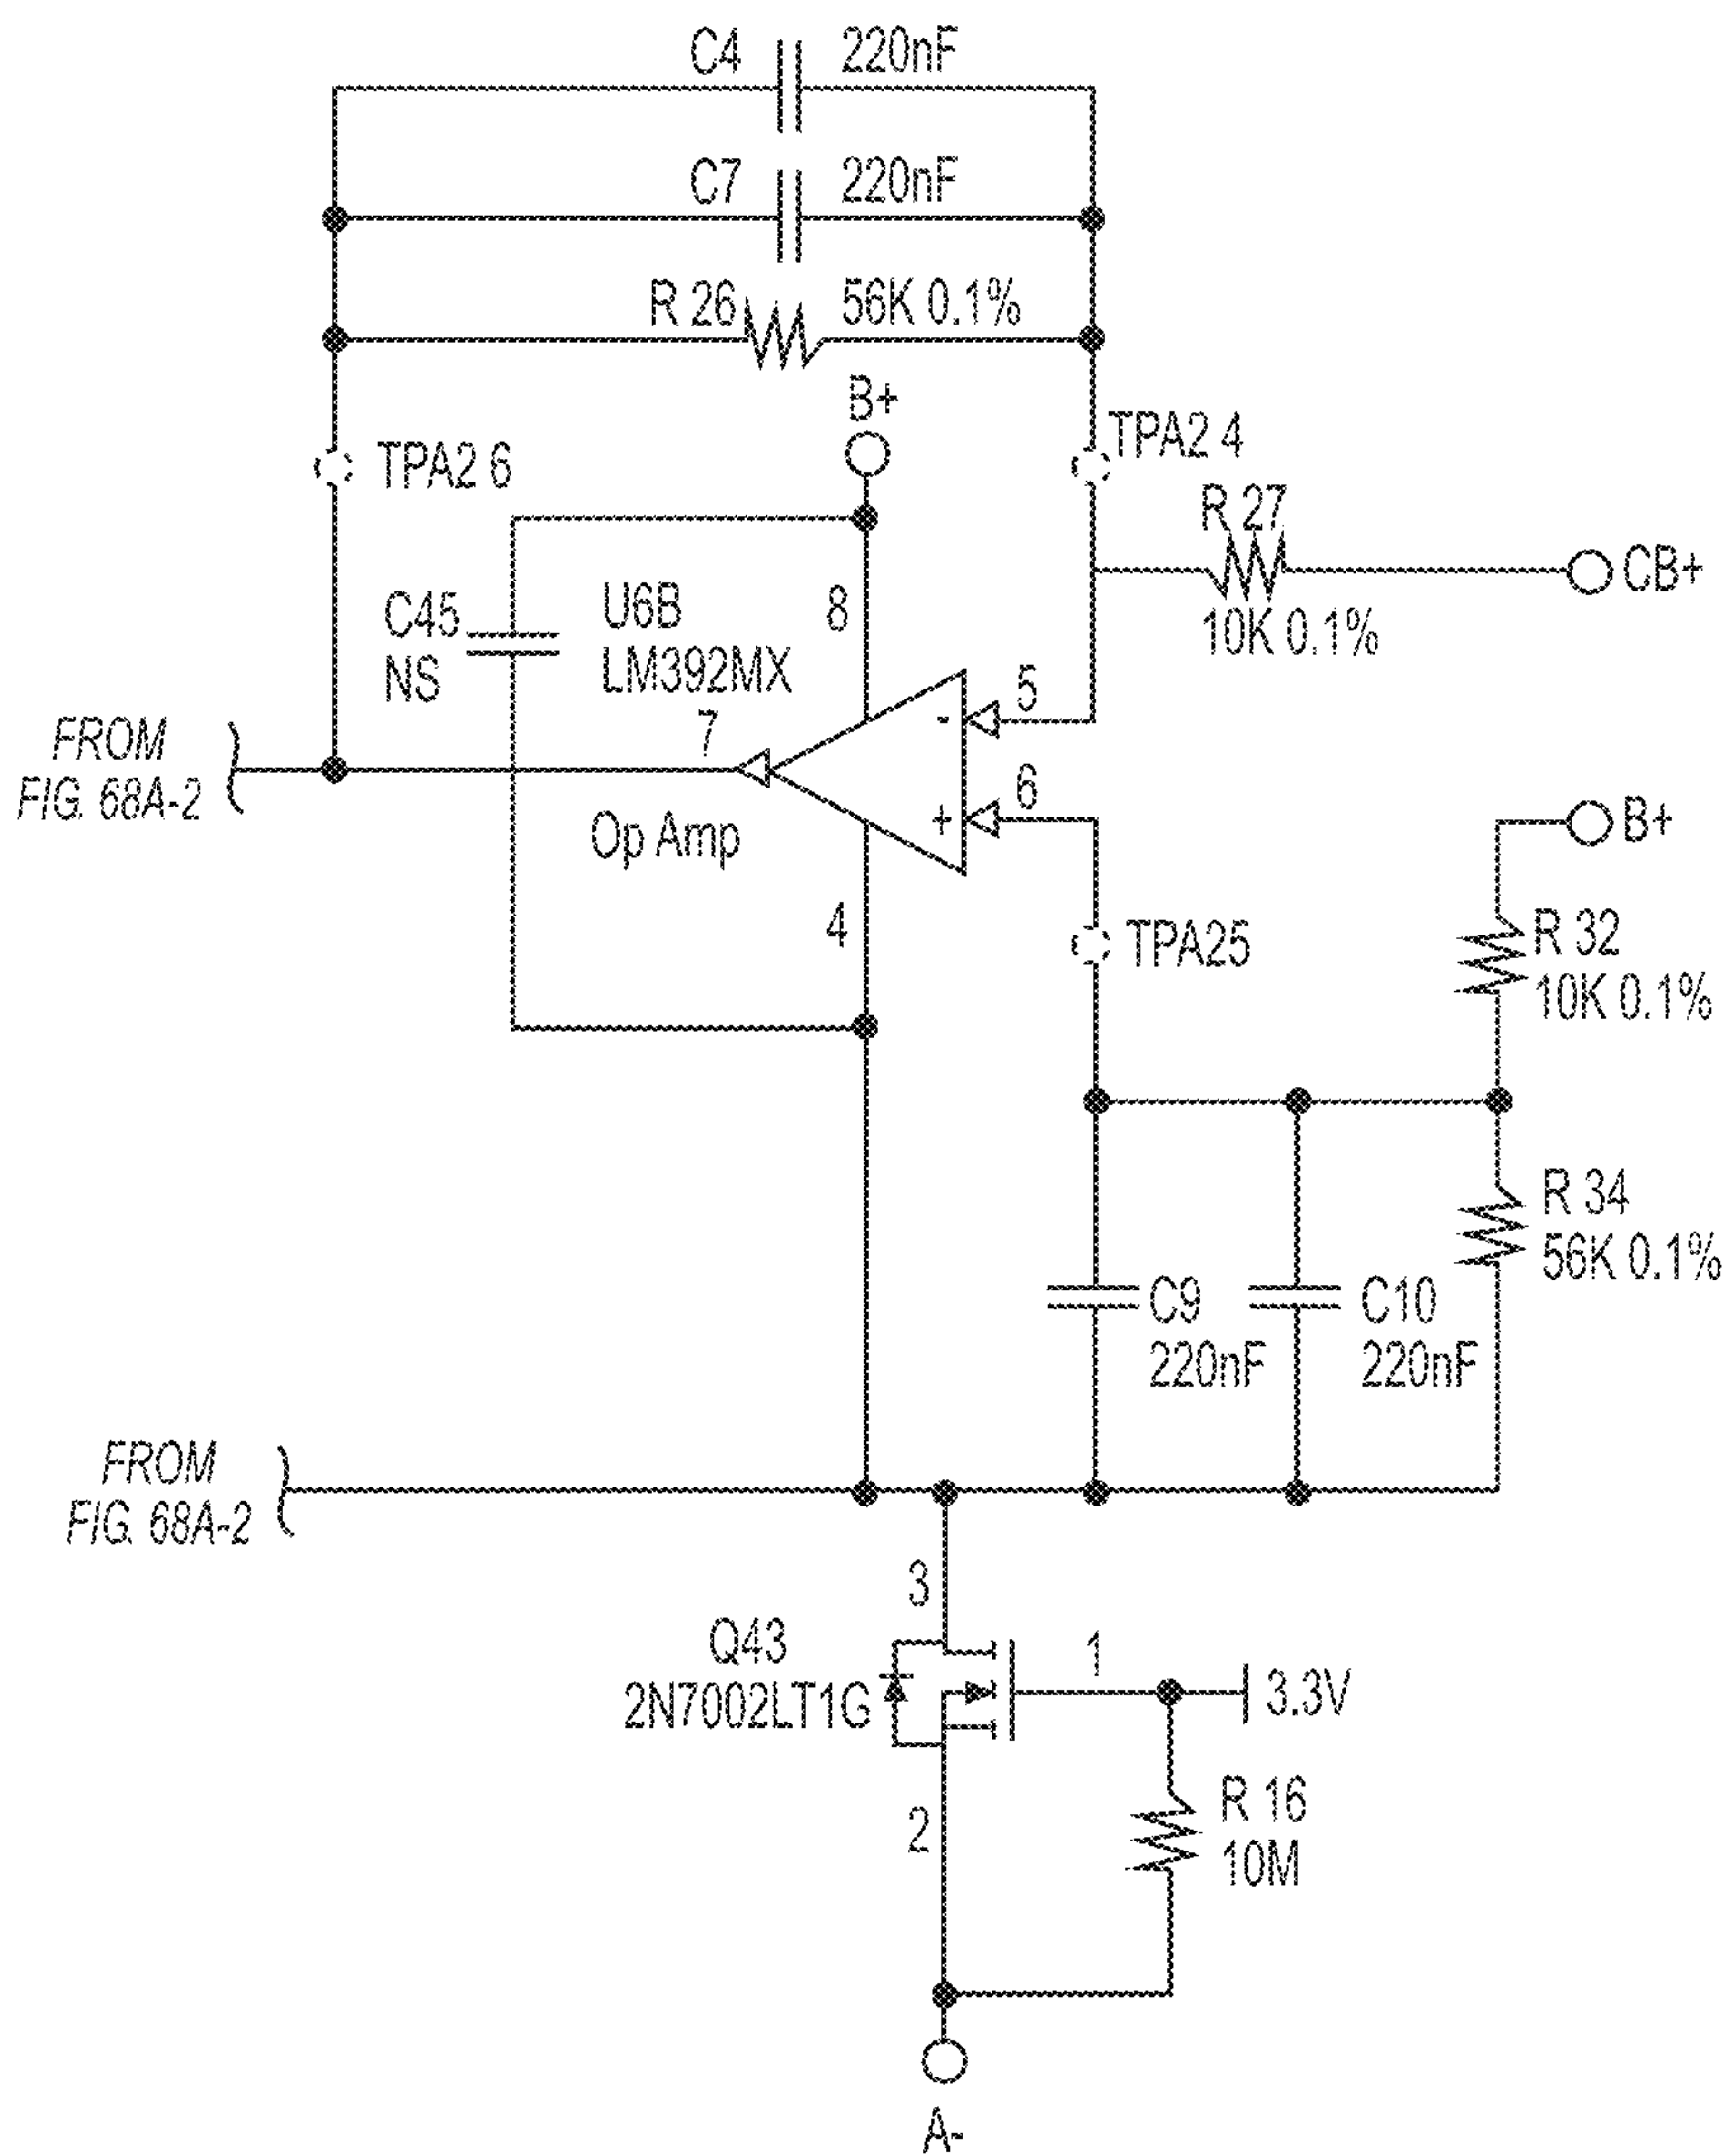 C4 220nF
C7 220nF
R 26 56K 0.1%
B+
TPA2 6
TPA2 4
R 27
CB+
10K 0.1%
C45
NS
U6B
LM392MX
8
5
-
7
FROM
FIG. 68A-2
6
+
B+
Op Amp
4
TPA25
R 32
10K 0.1%
R 34
56K 0.1%
C9
220nF
C10
220nF
FROM
FIG. 68A-2
3
Q43
2N7002LT1G
1
3.3V
2
R 16
10M
A-